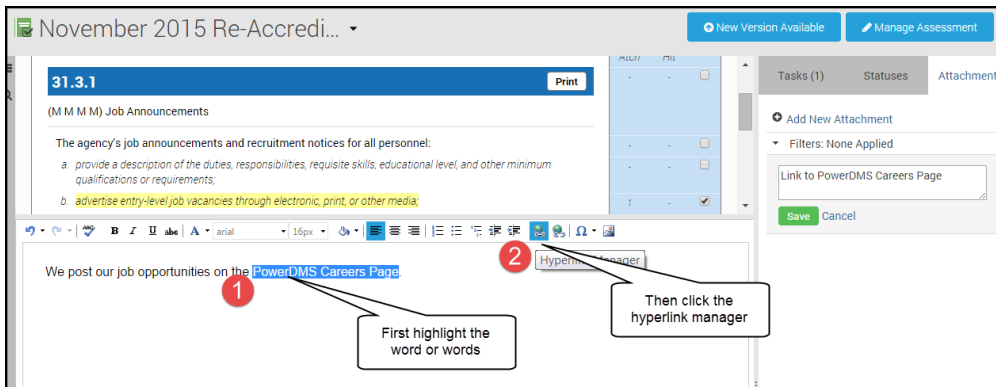 November 2015 Re-Accredi...
New Version Available
Manage Assessment
Atch Hit
31.3.1
Print
(M M M M) Job Announcements
The agency's job announcements and recruitment notices for all personnel:
a. provide a description of the duties, responsibilities, requisite skills, educational level, and other minimum
qualifications or requirements;
b. advertise entry-level job vacancies through electronic, print, or other media;
1 -
Tasks (1) Statuses Attachment
Add New Attachment
Filters: None Applied
Link to PowerDMS Careers Page
Save Cancel
ABC B I U abc A arial 16px Ω
2
Hyperlink Manager
We post our job opportunities on the PowerDMS Careers Page.
1
First highlight the
word or words
Then click the
hyperlink manager